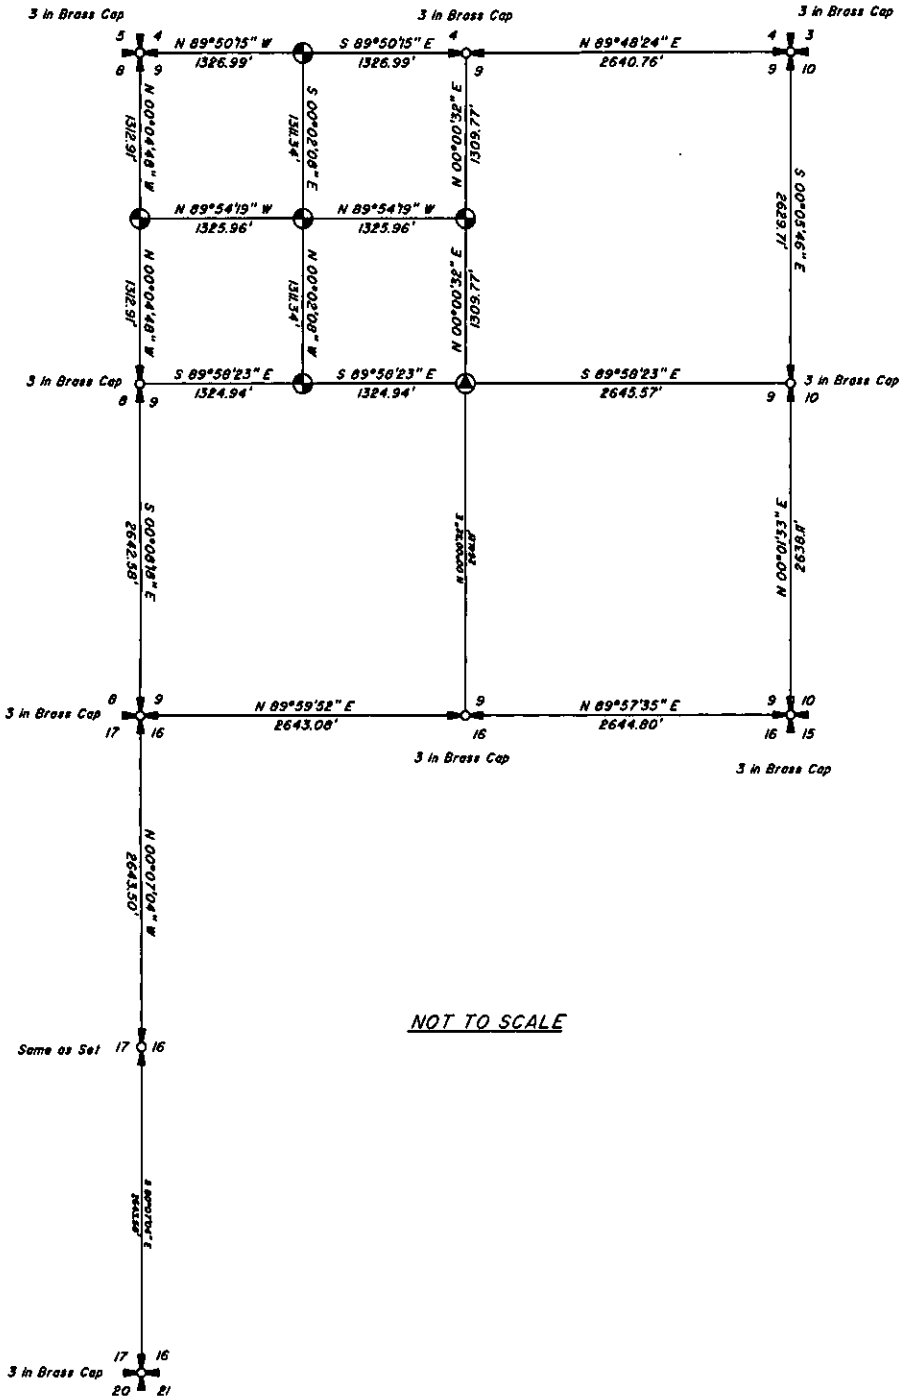 3 in Brass Cap
3 in Brass Cap
3 in Brass Cap
5 4
4
4 3
N 89°50'15" W
1326.99'
S 89°50'15" E
1326.99'
N 89°48'24" E
2640.76'
8 9
9
9 10
N 00°04'48" W
1312.91'
S 00°02'08" E
1311.34'
N 00°00'32" E
1309.77'
S 00°05'46" E
2629.71'
N 89°54'19" W
1325.96'
N 89°54'19" W
1325.96'
N 00°04'48" W
1312.91'
N 00°02'08" W
1311.34'
N 00°00'32" E
1309.77'
3 in Brass Cap
S 89°58'23" E
1324.94'
S 89°58'23" E
1324.94'
S 89°58'23" E
2645.57'
3 in Brass Cap
8 9
9 10
S 00°08'18" E
2642.58'
N 00°01'33" E
2638.11'
8 9
9
9 10
3 in Brass Cap
N 89°59'52" E
2643.08'
N 89°57'35" E
2644.80'
17 16
16
16 15
3 in Brass Cap
3 in Brass Cap
N 00°07'04" W
2643.50'
NOT TO SCALE
Same as Set
17 16
S 00°07'04" E
17 16
3 in Brass Cap
20 21